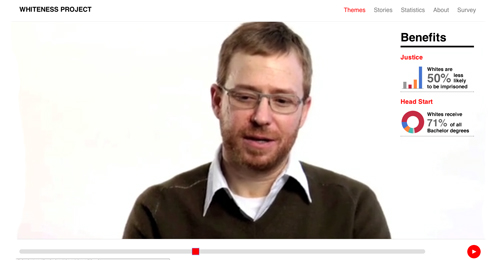 WHITENESS PROJECT
Themes Stories Statistics About Survey
Benefits
Justice
Whites are
50% less
likely
to be imprisoned
Head Start
Whites receive
71% of all
Bachelor degrees